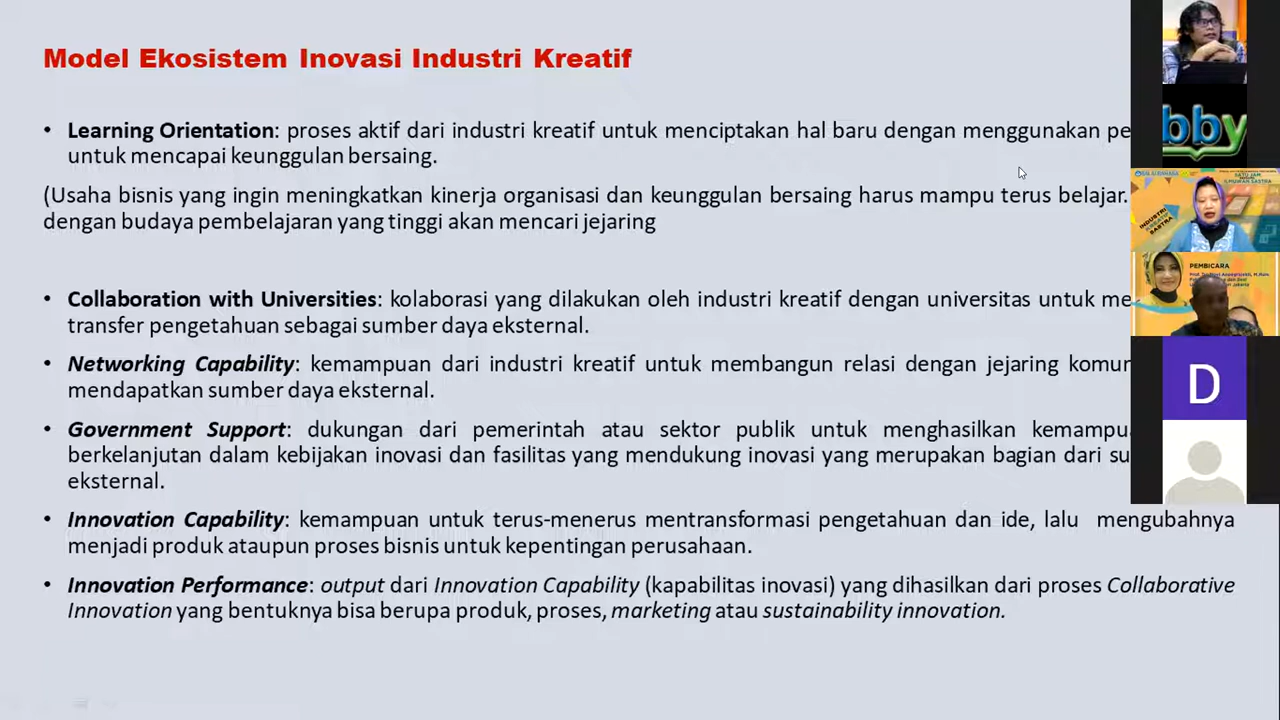 Model Ekosistem Inovasi Industri Kreatif
• Learning Orientation: proses aktif dari industri kreatif untuk menciptakan hal baru dengan menggunakan pe
untuk mencapai keunggulan bersaing.
(Usaha bisnis yang ingin meningkatkan kinerja organisasi dan keunggulan bersaing harus mampu terus belajar.
dengan budaya pembelajaran yang tinggi akan mencari jejaring
• Collaboration with Universities: kolaborasi yang dilakukan oleh industri kreatif dengan universitas untuk me
transfer pengetahuan sebagai sumber daya eksternal.
• Networking Capability: kemampuan dari industri kreatif untuk membangun relasi dengan jejaring komun
mendapatkan sumber daya eksternal.
• Government Support: dukungan dari pemerintah atau sektor publik untuk menghasilkan kemampu
berkelanjutan dalam kebijakan inovasi dan fasilitas yang mendukung inovasi yang merupakan bagian dari su
eksternal.
• Innovation Capability: kemampuan untuk terus-menerus mentransformasi pengetahuan dan ide, lalu mengubahnya
menjadi produk ataupun proses bisnis untuk kepentingan perusahaan.
• Innovation Performance: output dari Innovation Capability (kapabilitas inovasi) yang dihasilkan dari proses Collaborative
Innovation yang bentuknya bisa berupa produk, proses, marketing atau sustainability innovation.
bby
SATU JAM
INDUSTRI
KREATIF
SASTRA
PEMBICARA
D